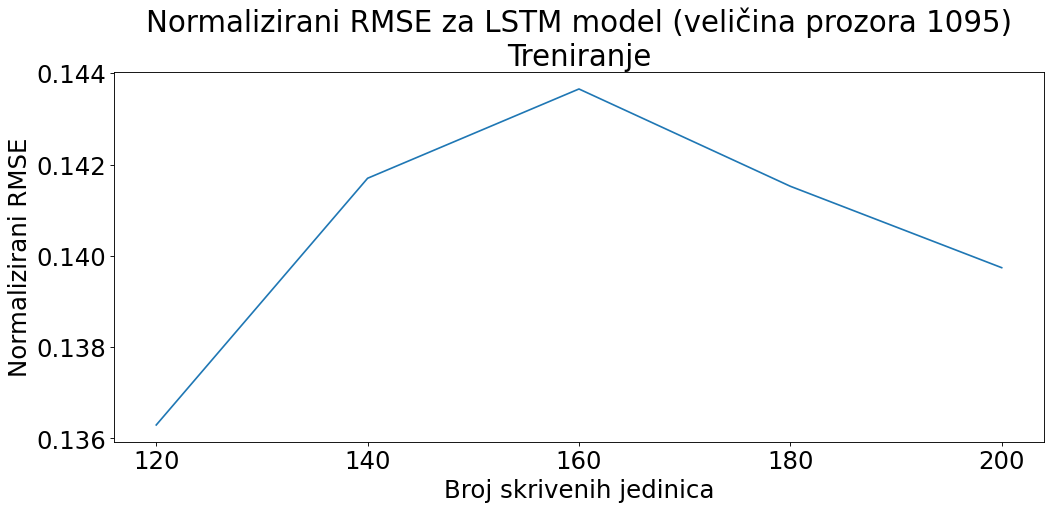 Normalizirani RMSE za LSTM model (veličina prozora 1095)
Treniranje
Normalizirani RMSE
0.144
0.142
0.140
0.138
0.136
120 140 160 180 200
Broj skrivenih jedinica